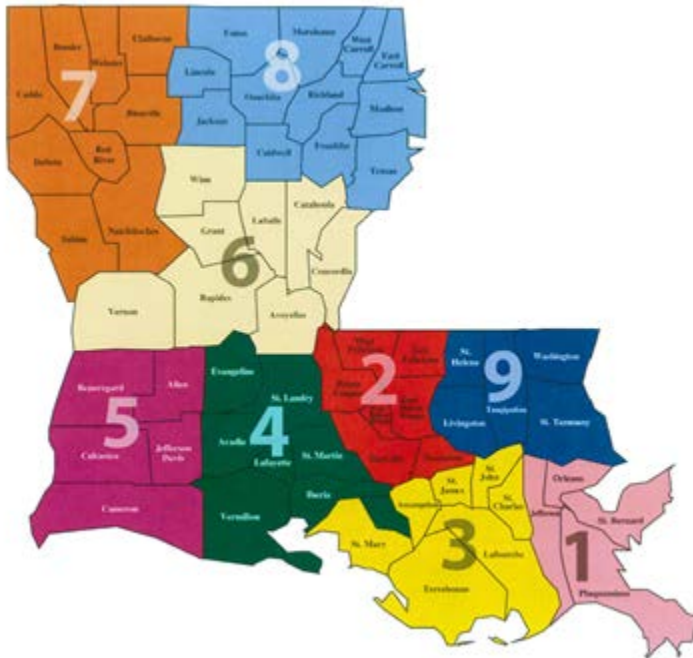 Bossier
Claiborne
Union
Morehouse
West
Carroll
East
Carroll
Webster
Caddo
7
Lincoln
8
Ouachita
Richland
Madison
Bienville
Jackson
Red
River
DeSoto
Caldwell
Franklin
Tensas
Winn
Catahoula
LaSalle
Sabine
Natchitoches
Grant
6
Concordia
Vernon
Rapides
Avoyelles
West
Feliciana
East
Feliciana
2
St.
Helena
9
Washington
Evangeline
Beauregard
Allen
Pointe
Coupee
St. Landry
5
4
Livingston
Tangipahoa
St. Tammany
Acadia
Calcasieu
Jefferson
Davis
Lafayette
St. Martin
Iberia
Cameron
Vermilion
Assumption
St.
James
St.
John
St.
Charles
Orleans
Jefferson
St. Bernard
St. Mary
3
Lafourche
1
Terrebonne
Plaquemines